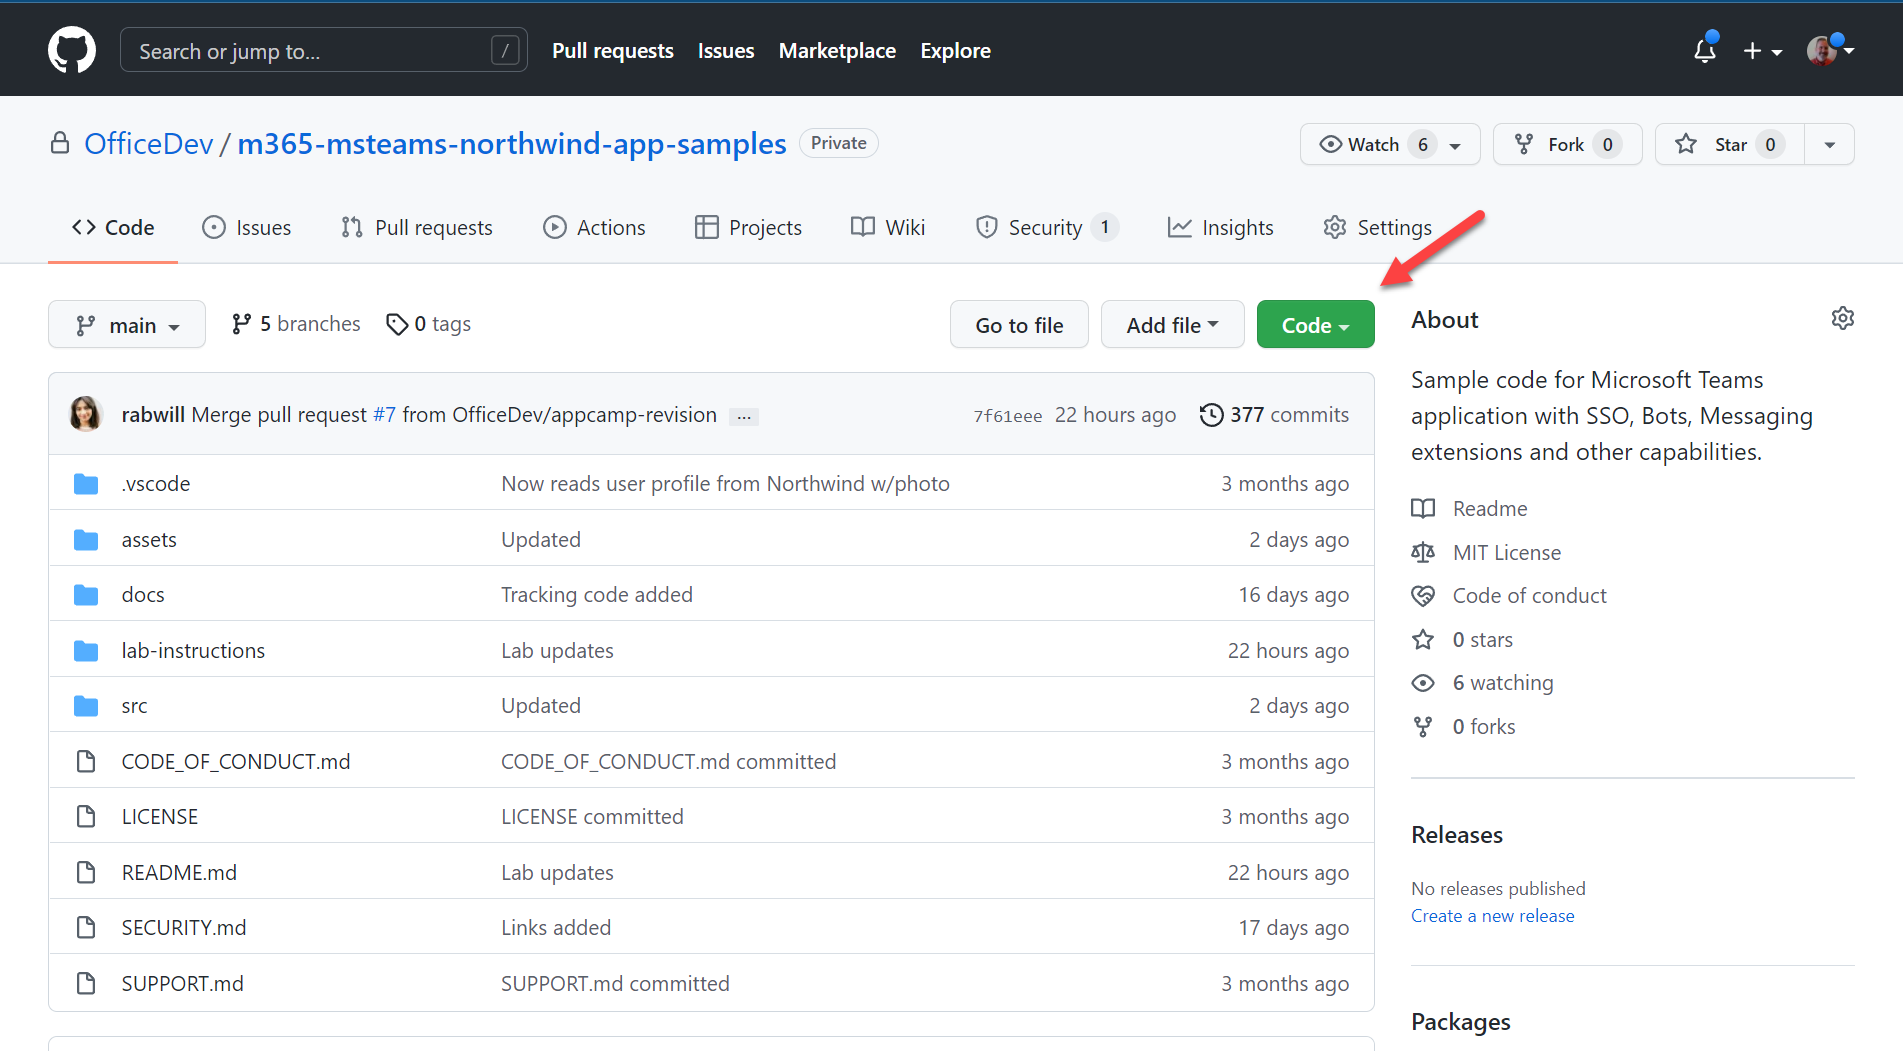 Search or jump to... /
Pull requests Issues Marketplace Explore
OfficeDev / m365-msteams-northwind-app-samples Private
Watch 6 Fork 0 Star 0
Code Issues Pull requests Actions Projects Wiki Security 1 Insights Settings
main 5 branches 0 tags Go to file Add file Code
rabwill Merge pull request #7 from OfficeDev/appcamp-revision ... 7f61eee 22 hours ago 377 commits
.vscode Now reads user profile from Northwind w/photo 3 months ago
assets Updated 2 days ago
docs Tracking code added 16 days ago
lab-instructions Lab updates 22 hours ago
src Updated 2 days ago
CODE_OF_CONDUCT.md CODE_OF_CONDUCT.md committed 3 months ago
LICENSE LICENSE committed 3 months ago
README.md Lab updates 22 hours ago
SECURITY.md Links added 17 days ago
SUPPORT.md SUPPORT.md committed 3 months ago
About
Sample code for Microsoft Teams
application with SSO, Bots, Messaging
extensions and other capabilities.
Readme
MIT License
Code of conduct
0 stars
6 watching
0 forks
Releases
No releases published
Create a new release
Packages